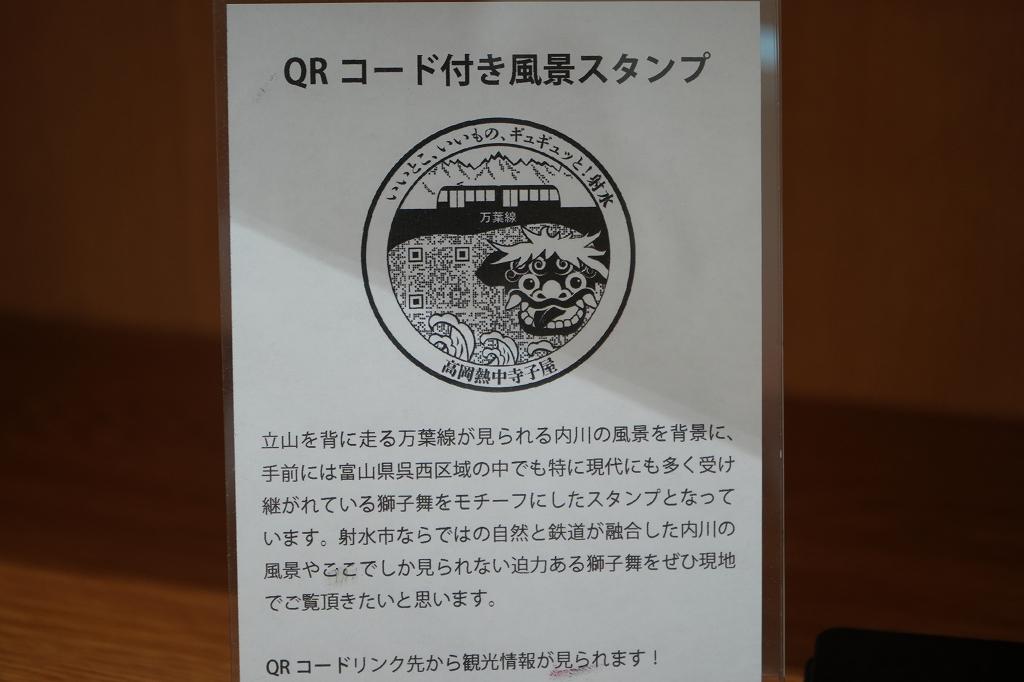 QR コード付き風景スタンプ
いいとこ、いいもの、ギュギュッと！射水
万葉線
高岡熱中寺子屋
立山を背に走る万葉線が見られる内川の風景を背景に、
手前には富山県呉西区域の中でも特に現代にも多く受け
継がれている獅子舞をモチーフにしたスタンプとなって
います。射水市ならではの自然と鉄道が融合した内川の
風景やここでしか見られない迫力ある獅子舞をぜひ現地
でご覧頂きたいと思います。
QR コードリンク先から観光情報が見られます！